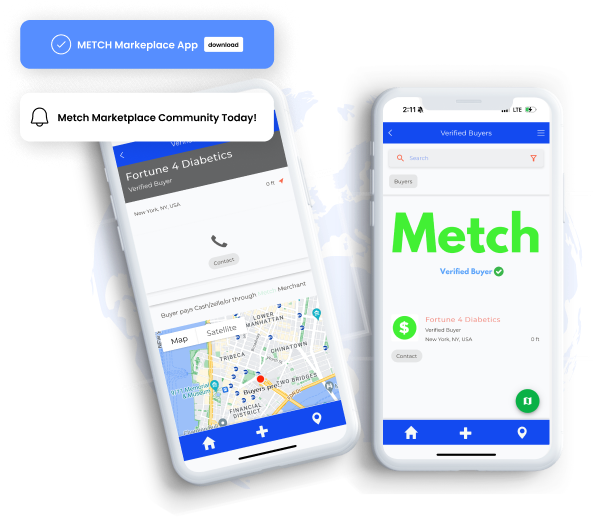 METCH Markeplace App
download
Metch Marketplace Community Today!
Fortune 4 Diabetics
Verified Buyer
0 ft
New York, NY, USA
Contact
Buyer pays Cash/zelle/or through
Merchant
Map
Satellite
LOWER
MANHATTAN
TRIBECA
CHINATOWN
Memorial
& Museum
Buyers
TWO BRIDGES
FINANCIAL
DISTRICT
2:11
LTE
Verified Buyers
Search
Buyers
Metch
Verified Buyer
$
Fortune 4 Diabetics
Verified Buyer
New York, NY, USA
0 ft
Contact